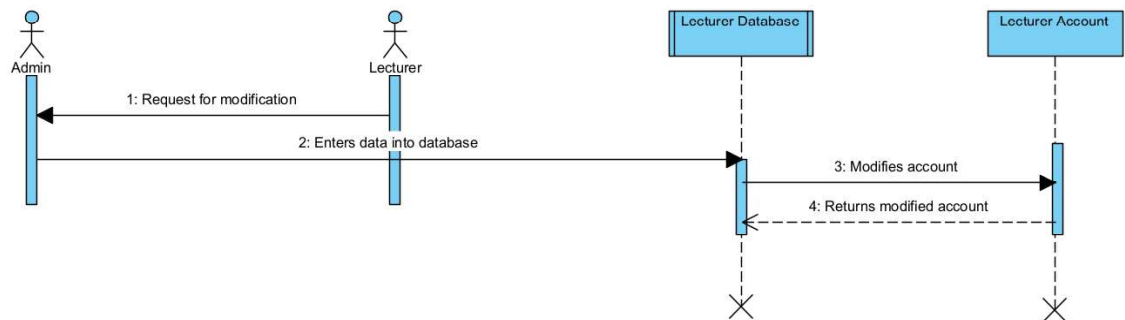 Admin
Lecturer
Lecturer Database
Lecturer Account
1: Request for modification
2: Enters data into database
3: Modifies account
4: Returns modified account